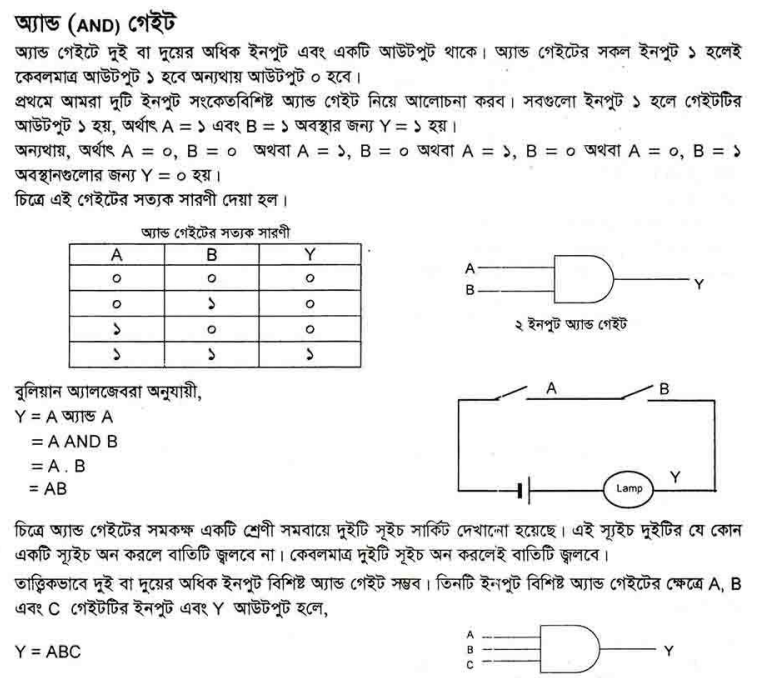 অ্যান্ড (AND) গেইট
অ্যান্ড গেইটে দুই বা দুয়ের অধিক ইনপুট এবং একটি আউটপুট থাকে। অ্যান্ড গেইটের সকল ইনপুট ১ হলেই
কেবলমাত্র আউটপুট ১ হবে অন্যথায় আউটপুট ০ হবে।
প্রথমে আমরা দুটি ইনপুট সংকেতবিশিষ্ট অ্যান্ড গেইট নিয়ে আলোচনা করব। সবগুলো ইনপুট ১ হলে গেইটটির
আউটপুট ১ হয়, অর্থাৎ A = ১ এবং B = ১ অবস্থার জন্য Y = ১ হয়।
অন্যথায়, অর্থাৎ A = ০, B = ০ অথবা A = ১, B = ০ অথবা A = ১, B = ০ অথবা A = ০, B = ১
অবস্থানগুলোর জন্য Y = ০ হয়।
চিত্রে এই গেইটের সত্যক সারণী দেয়া হল।
অ্যান্ড গেইটের সত্যক সারণী
A B Y
০ ০ ০
০ ১ ০
১ ০ ০
১ ১ ১
A
B
Y
২ ইনপুট অ্যান্ড গেইট
বুলিয়ান অ্যালজেবরা অনুযায়ী,
Y = A অ্যান্ড A
= A AND B
= A . B
= AB
A B
Lamp Y
চিত্রে অ্যান্ড গেইটের সমকক্ষ একটি শ্রেণী সমবায়ে দুইটি সূইচ সার্কিট দেখানো হয়েছে। এই স্যূইচ দুইটির যে কোন
একটি স্যূইচ অন করলে বাতিটি জ্বলবে না। কেবলমাত্র দুইটি সূইচ অন করলেই বাতিটি জ্বলবে।
তাত্ত্বিকভাবে দুই বা দুয়ের অধিক ইনপুট বিশিষ্ট অ্যান্ড গেইট সম্ভব। তিনটি ইনপুট বিশিষ্ট অ্যান্ড গেইটের ক্ষেত্রে A, B
এবং C গেইটটির ইনপুট এবং Y আউটপুট হলে,
Y = ABC
A
B
C
Y